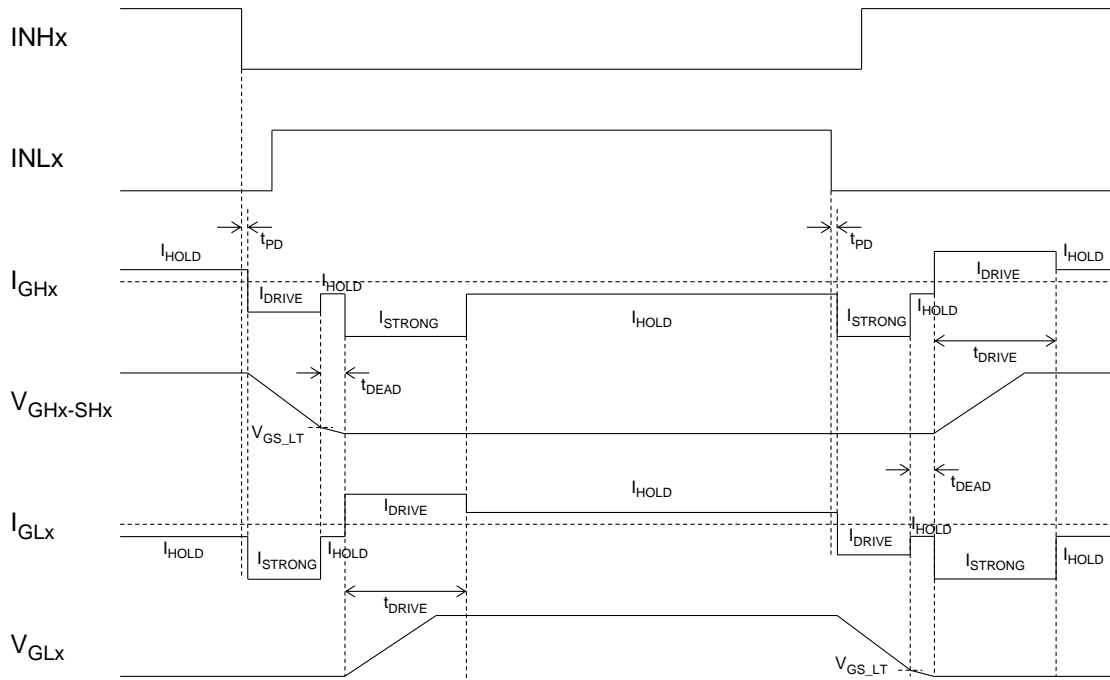 INHx
INLx
tPD
tPD
IHOLD
IHOLD
IGHx
IDRIVE
IHOLD
IDRIVE
ISTRONG
IHOLD
ISTRONG
IHOLD
tDRIVE
tDEAD
VGHx-SHx
VGS_LT
tDEAD
IHOLD
IDRIVE
IGLx
IHOLD
IHOLD
IHOLD
IDRIVE
IHOLD
ISTRONG
ISTRONG
tDRIVE
VGLx
VGS_LT